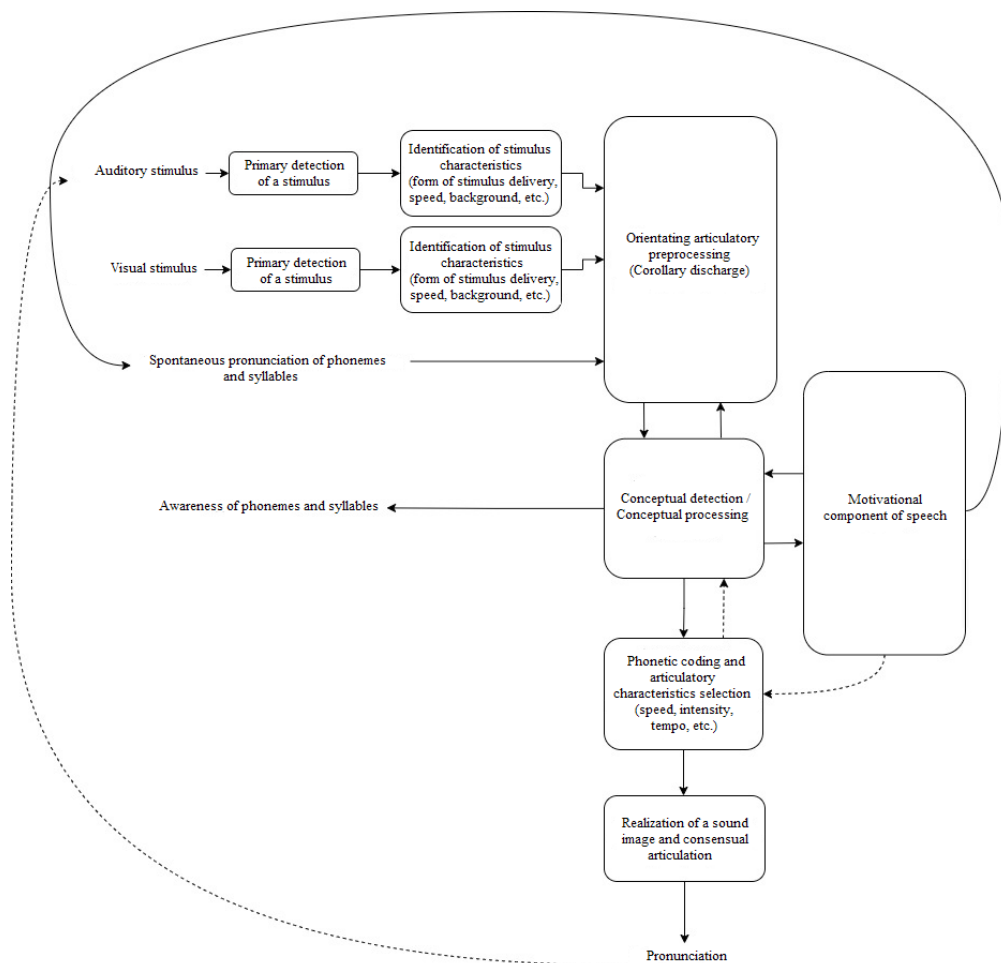 Auditory stimulus
Primary detection
of a stimulus
Identification of stimulus
characteristics
(form of stimulus delivery,
speed, background, etc.)
Orientating articulatory
preprocessing
(Corollary discharge)
Visual stimulus
Primary detection
of a stimulus
Identification of stimulus
characteristics
(form of stimulus delivery,
speed, background, etc.)
Spontaneous pronunciation of phonemes
and syllables
Awareness of phonemes and syllables
Conceptual detection /
Conceptual processing
Motivational
component of speech
Phonetic coding and
articulatory
characteristics selection
(speed, intensity,
tempo, etc.)
Realization of a sound
image and consensual
articulation
Pronunciation